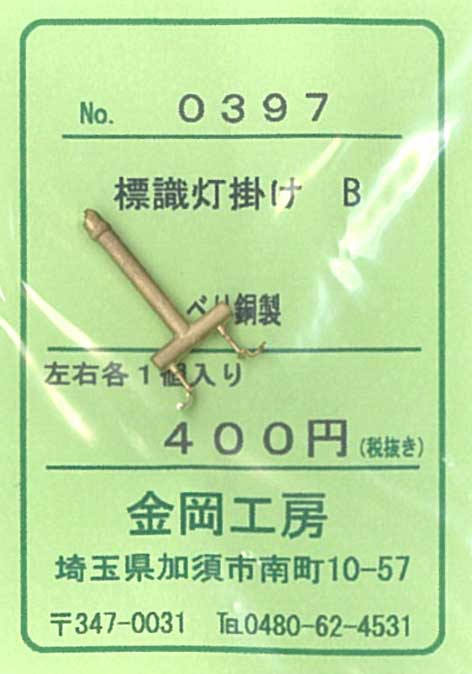 No. 0397
標識灯掛け B
べり銅製
左右各1個入り
400円(税抜き)
金岡工房
埼玉県加須市南町10-57
〒347-0031 ℡0480-62-4531